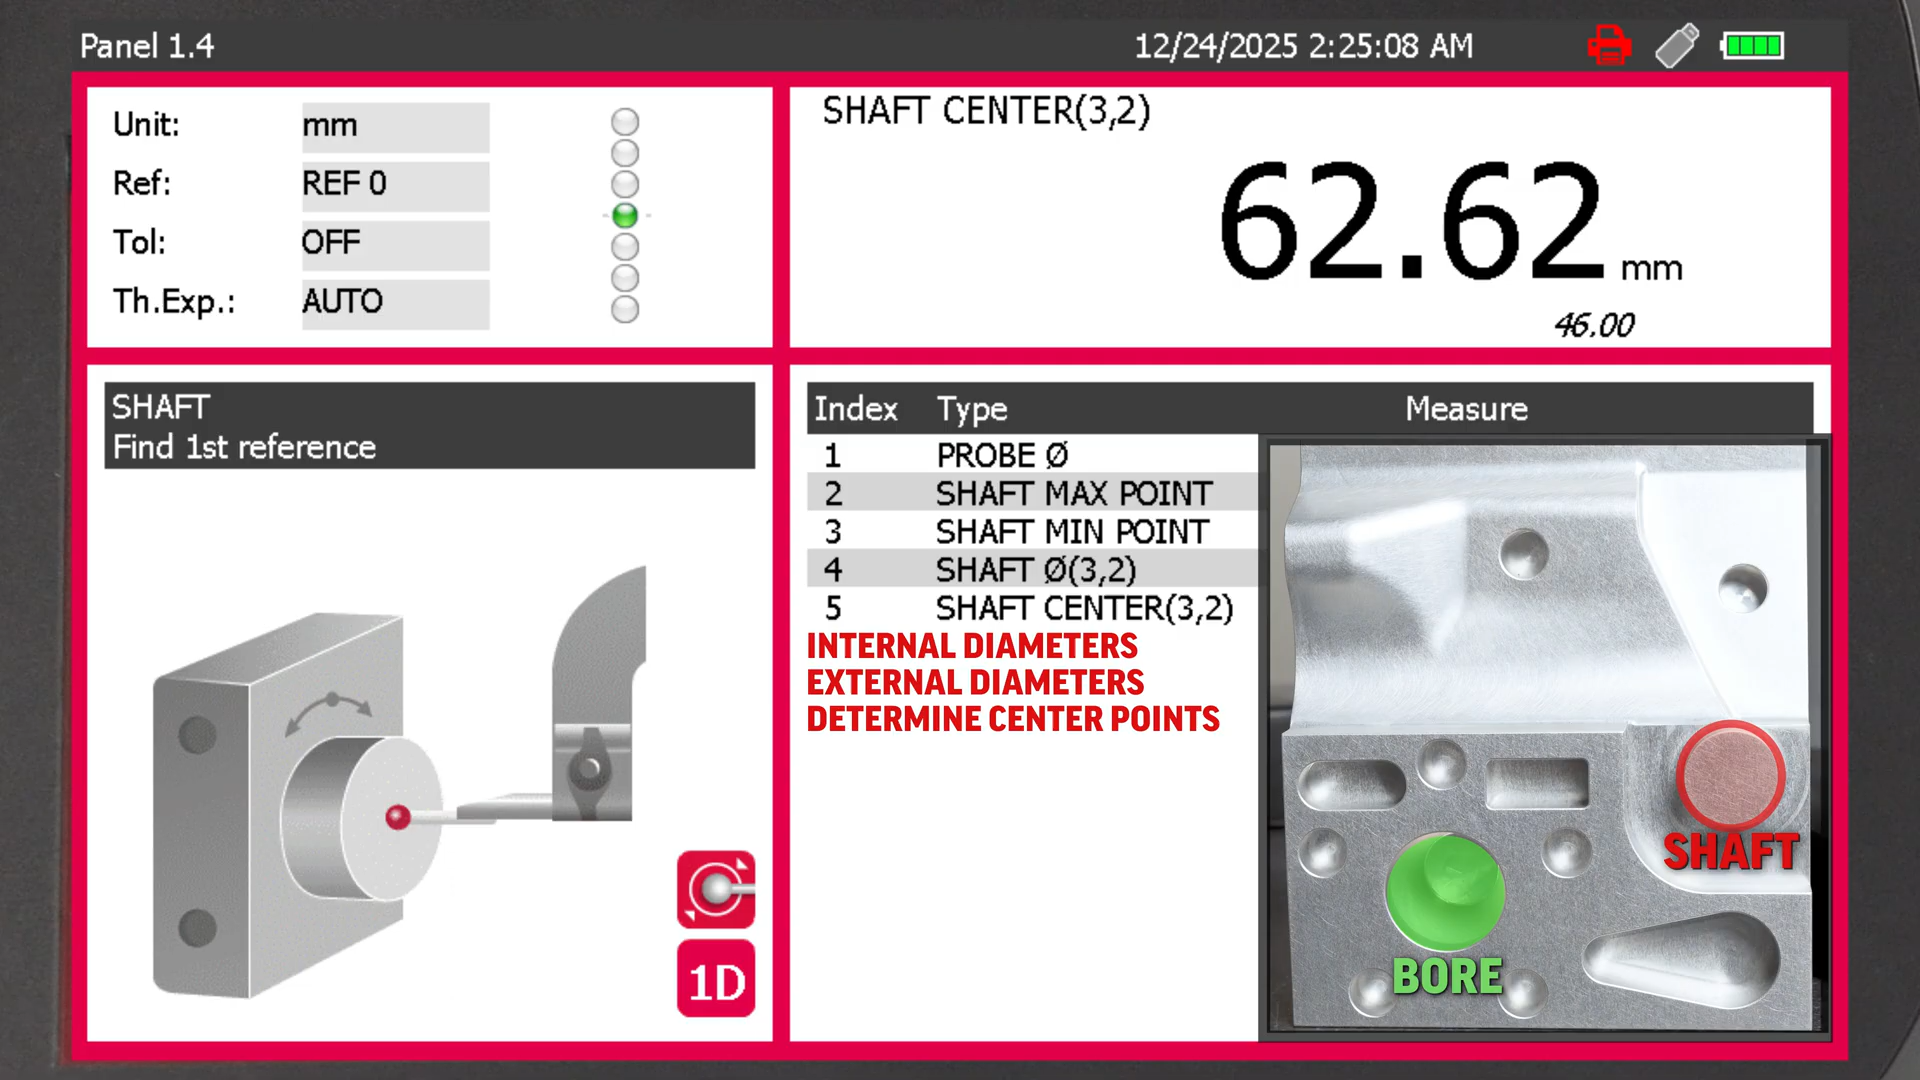 Panel 1.4
12/24/2025 2:25:08 AM
Unit: mm
Ref: REF 0
Tol: OFF
Th.Exp.: AUTO
SHAFT CENTER(3,2)
62.62 mm
46.00
SHAFT
Find 1st reference
1D
Index Type Measure
1 PROBE Ø
2 SHAFT MAX POINT
3 SHAFT MIN POINT
4 SHAFT Ø(3,2)
5 SHAFT CENTER(3,2)
INTERNAL DIAMETERS
EXTERNAL DIAMETERS
DETERMINE CENTER POINTS
SHAFT
BORE